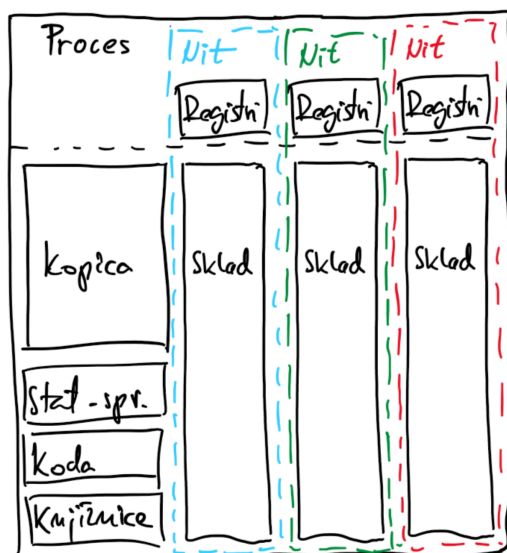 Proces Nit Nit Nit
Registri Registri Registri
Kopica Sklad Sklad Sklad
Stat-spr.
Koda
Knjižnice